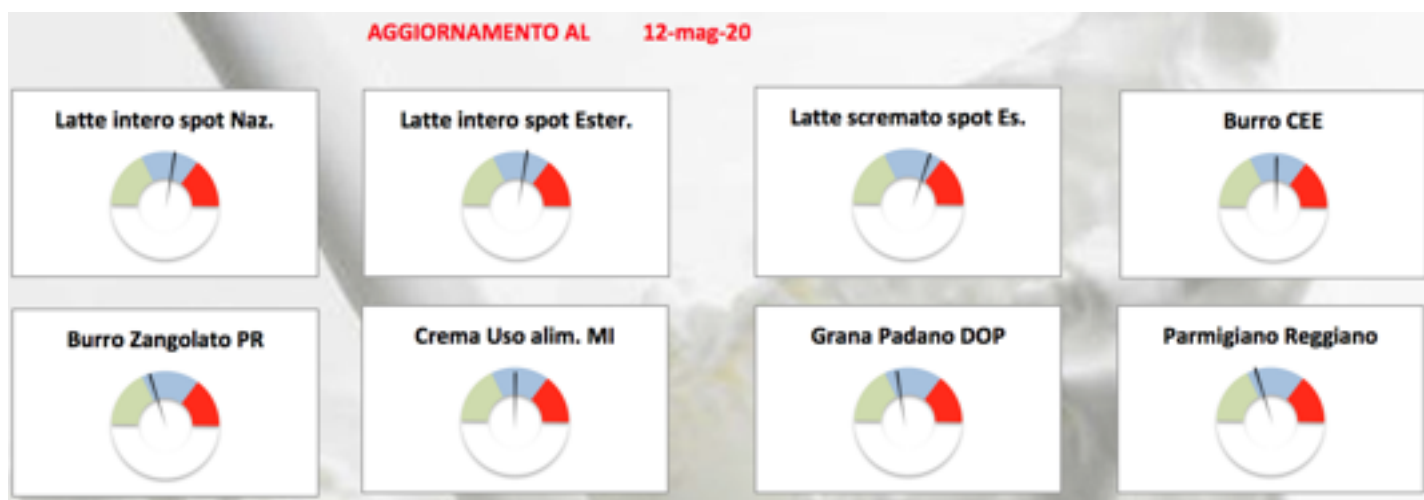 AGGIORNAMENTO AL 12-mag-20
Latte intero spot Naz.
Latte intero spot Ester.
Latte scremato spot Es.
Burro CEE
Burro Zangolato PR
Crema Uso alim. MI
Grana Padano DOP
Parmigiano Reggiano